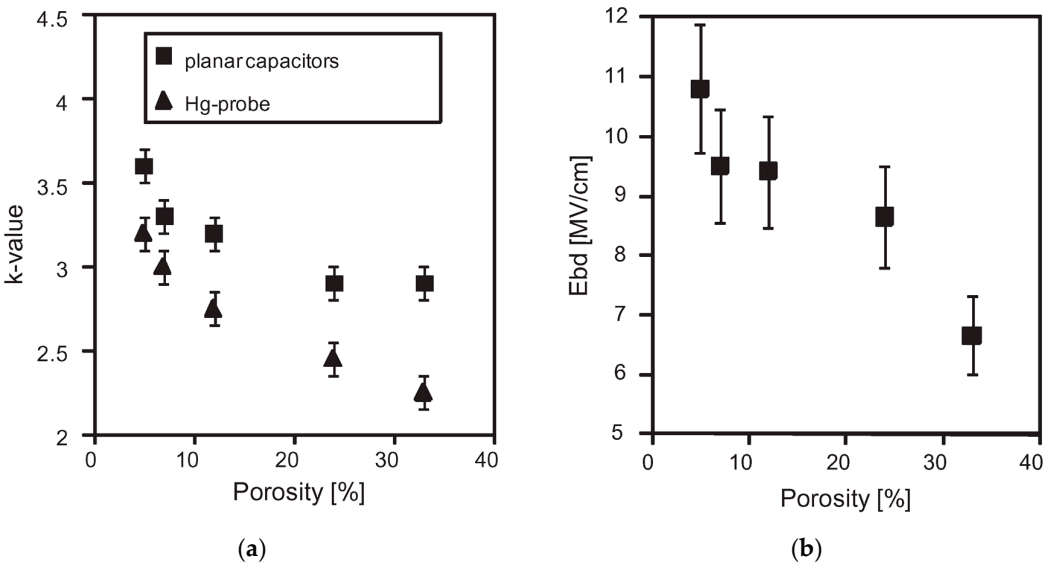 4.5
4
3.5
3
2.5
2
k-value
planar capacitors
Hg-probe
0 10 20 30 40
Porosity [%]
(a)
12
11
10
9
8
7
6
5
Ebd [MV/cm]
0 10 20 30 40
Porosity [%]
(b)